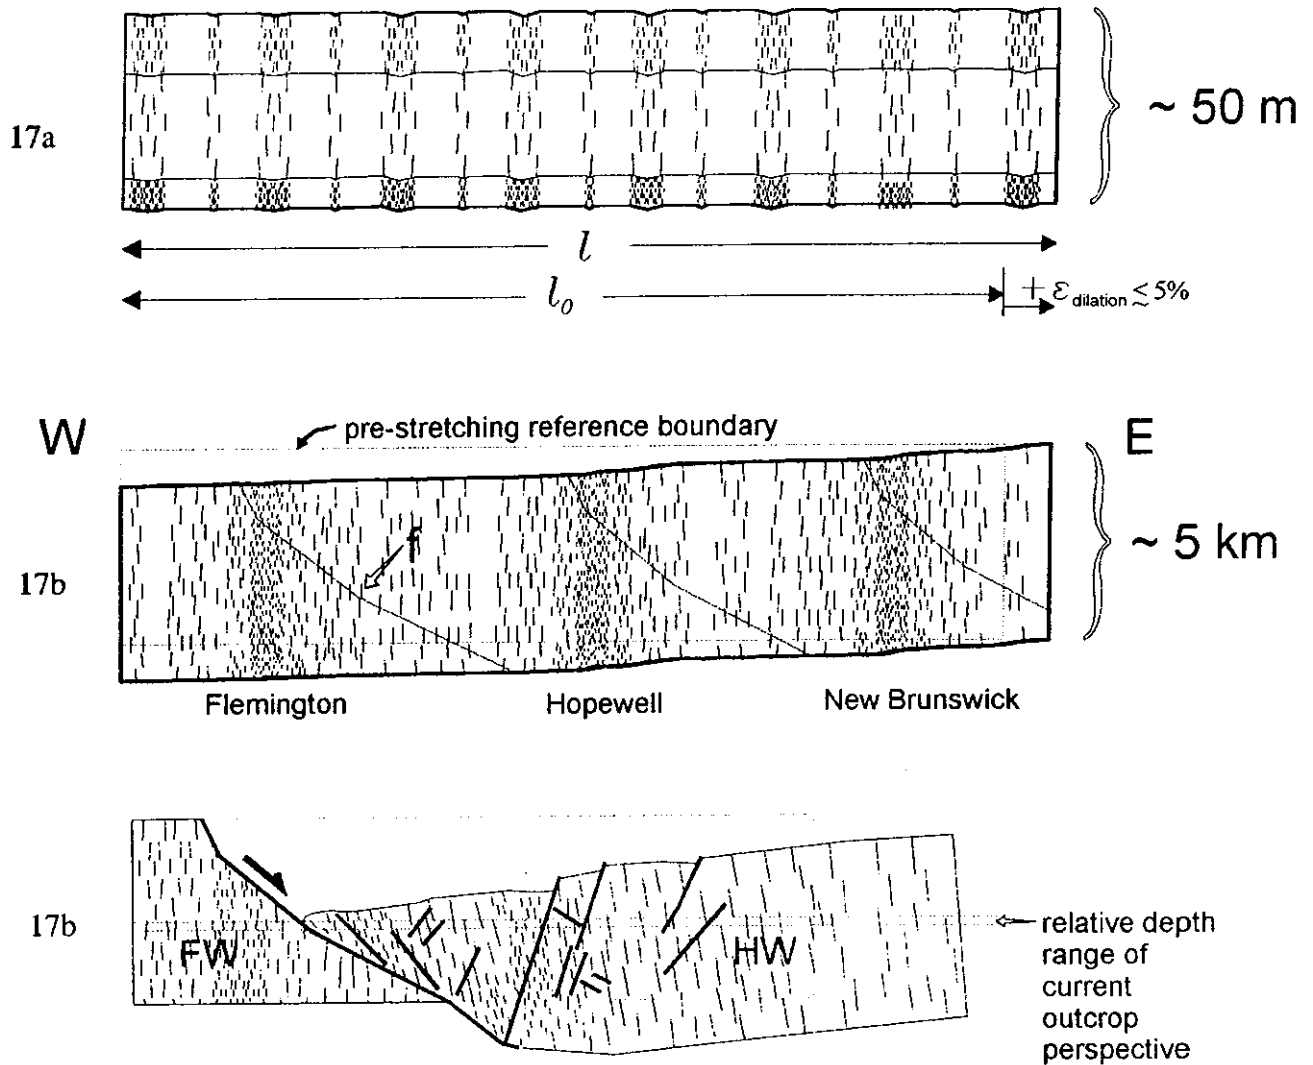 17a
~ 50 m
l
l₀
+ ε dilation ≲ 5%
W
pre-stretching reference boundary
E
f
~ 5 km
17b
Flemington
Hopewell
New Brunswick
17b
FW
HW
relative depth
range of
current
outcrop
perspective